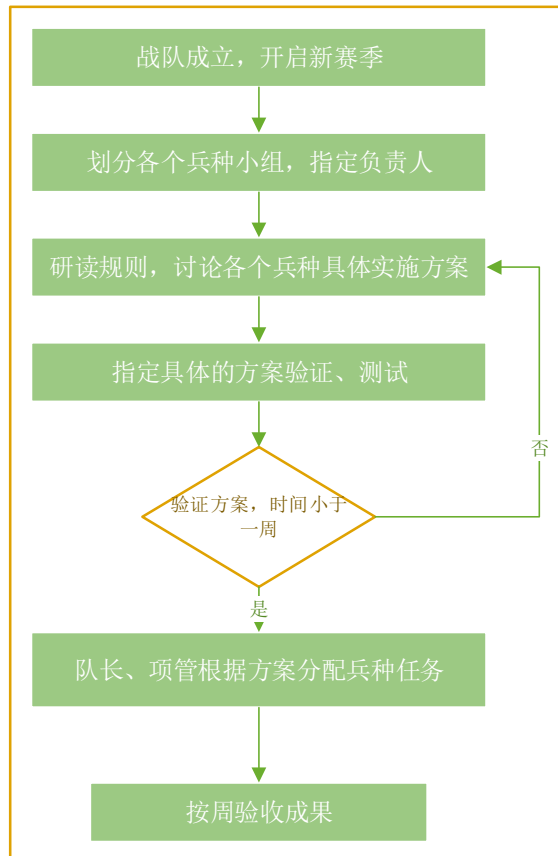 战队成立，开启新赛季
划分各个兵种小组，指定负责人
研读规则，讨论各个兵种具体实施方案
指定具体的方案验证、测试
否
验证方案，时间小于
一周
是
队长、项管根据方案分配兵种任务
按周验收成果